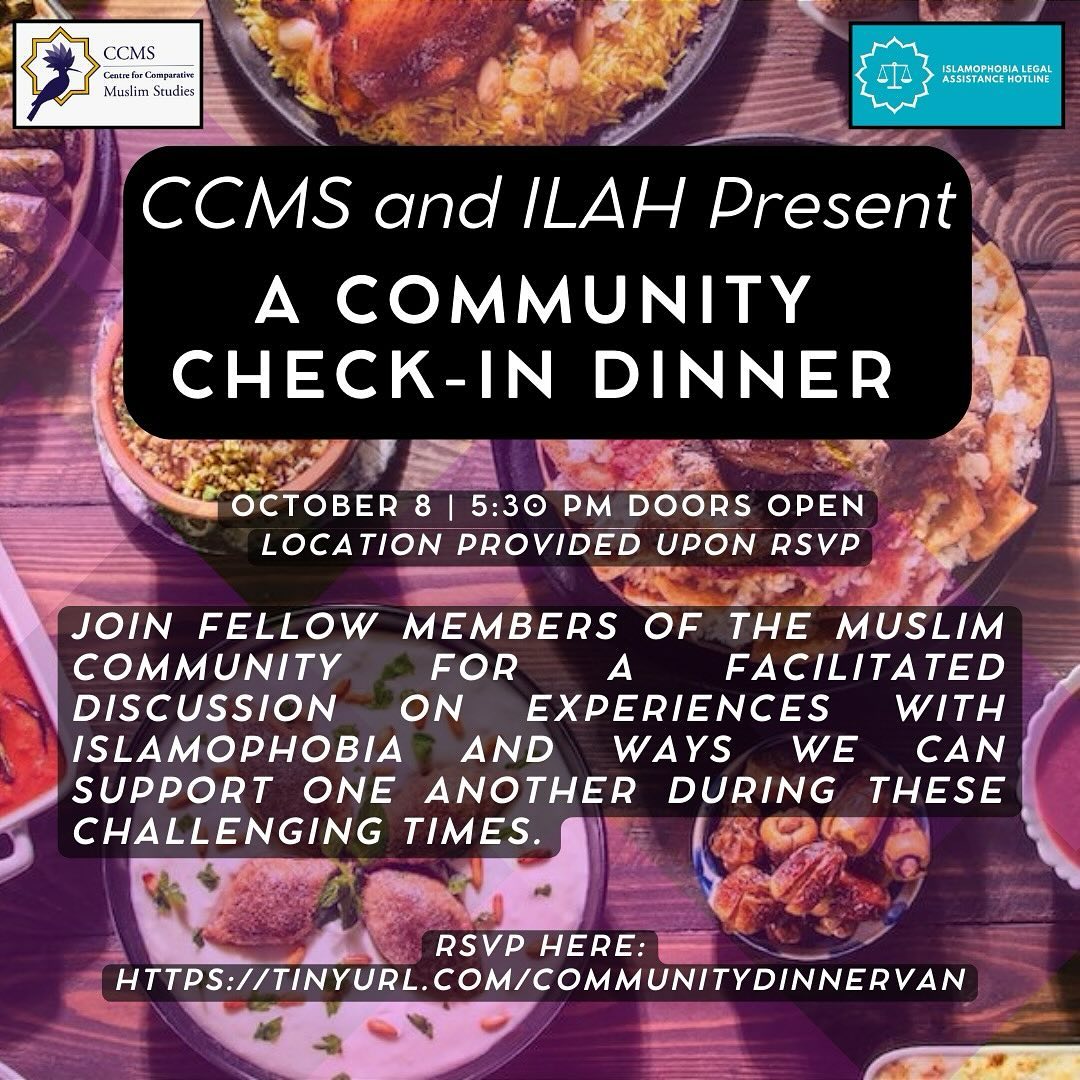 CCMS
Centre for Comparative
Muslim Studies
ISLAMOPHOBIA LEGAL
ASSISTANCE HOTLINE
CCMS and ILAH Present
A COMMUNITY
CHECK-IN DINNER
OCTOBER 8 | 5:30 PM DOORS OPEN
LOCATION PROVIDED UPON RSVP
JOIN FELLOW MEMBERS OF THE MUSLIM
COMMUNITY FOR A FACILITATED
DISCUSSION ON EXPERIENCES WITH
ISLAMOPHOBIA AND WAYS WE CAN
SUPPORT ONE ANOTHER DURING THESE
CHALLENGING TIMES.
RSVP HERE:
HTTPS://TINYURL.COM/COMMUNITYDINNERVAN